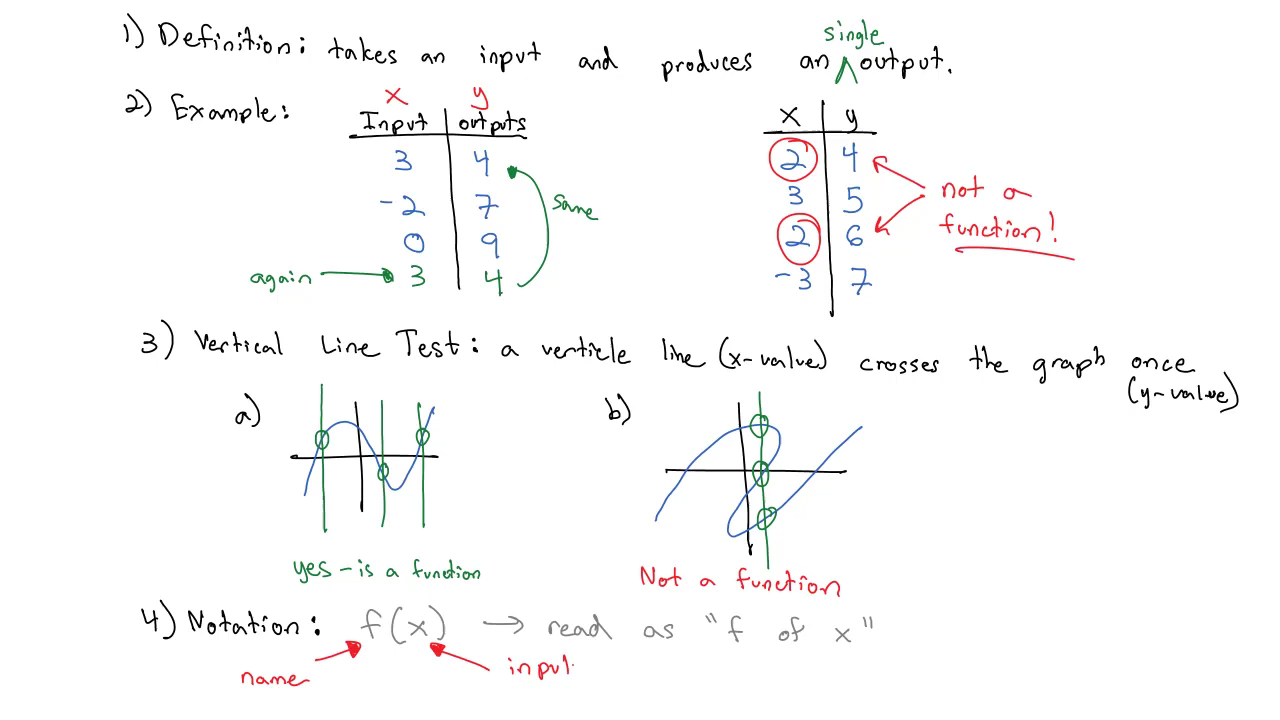 single
1) Definition: takes an input and produces an output.
2) Example:
x y
Input outputs
3 4
-2 7
0 9
again 3 4
same
x y
2 4
3 5
2 6
-3 7
not a
function!
3) Vertical Line Test: a verticle line (x-value) crosses the graph once
(y-value)
a)
yes - is a function
b)
Not a function
4) Notation: f(x) → read as "f of x"
name
input